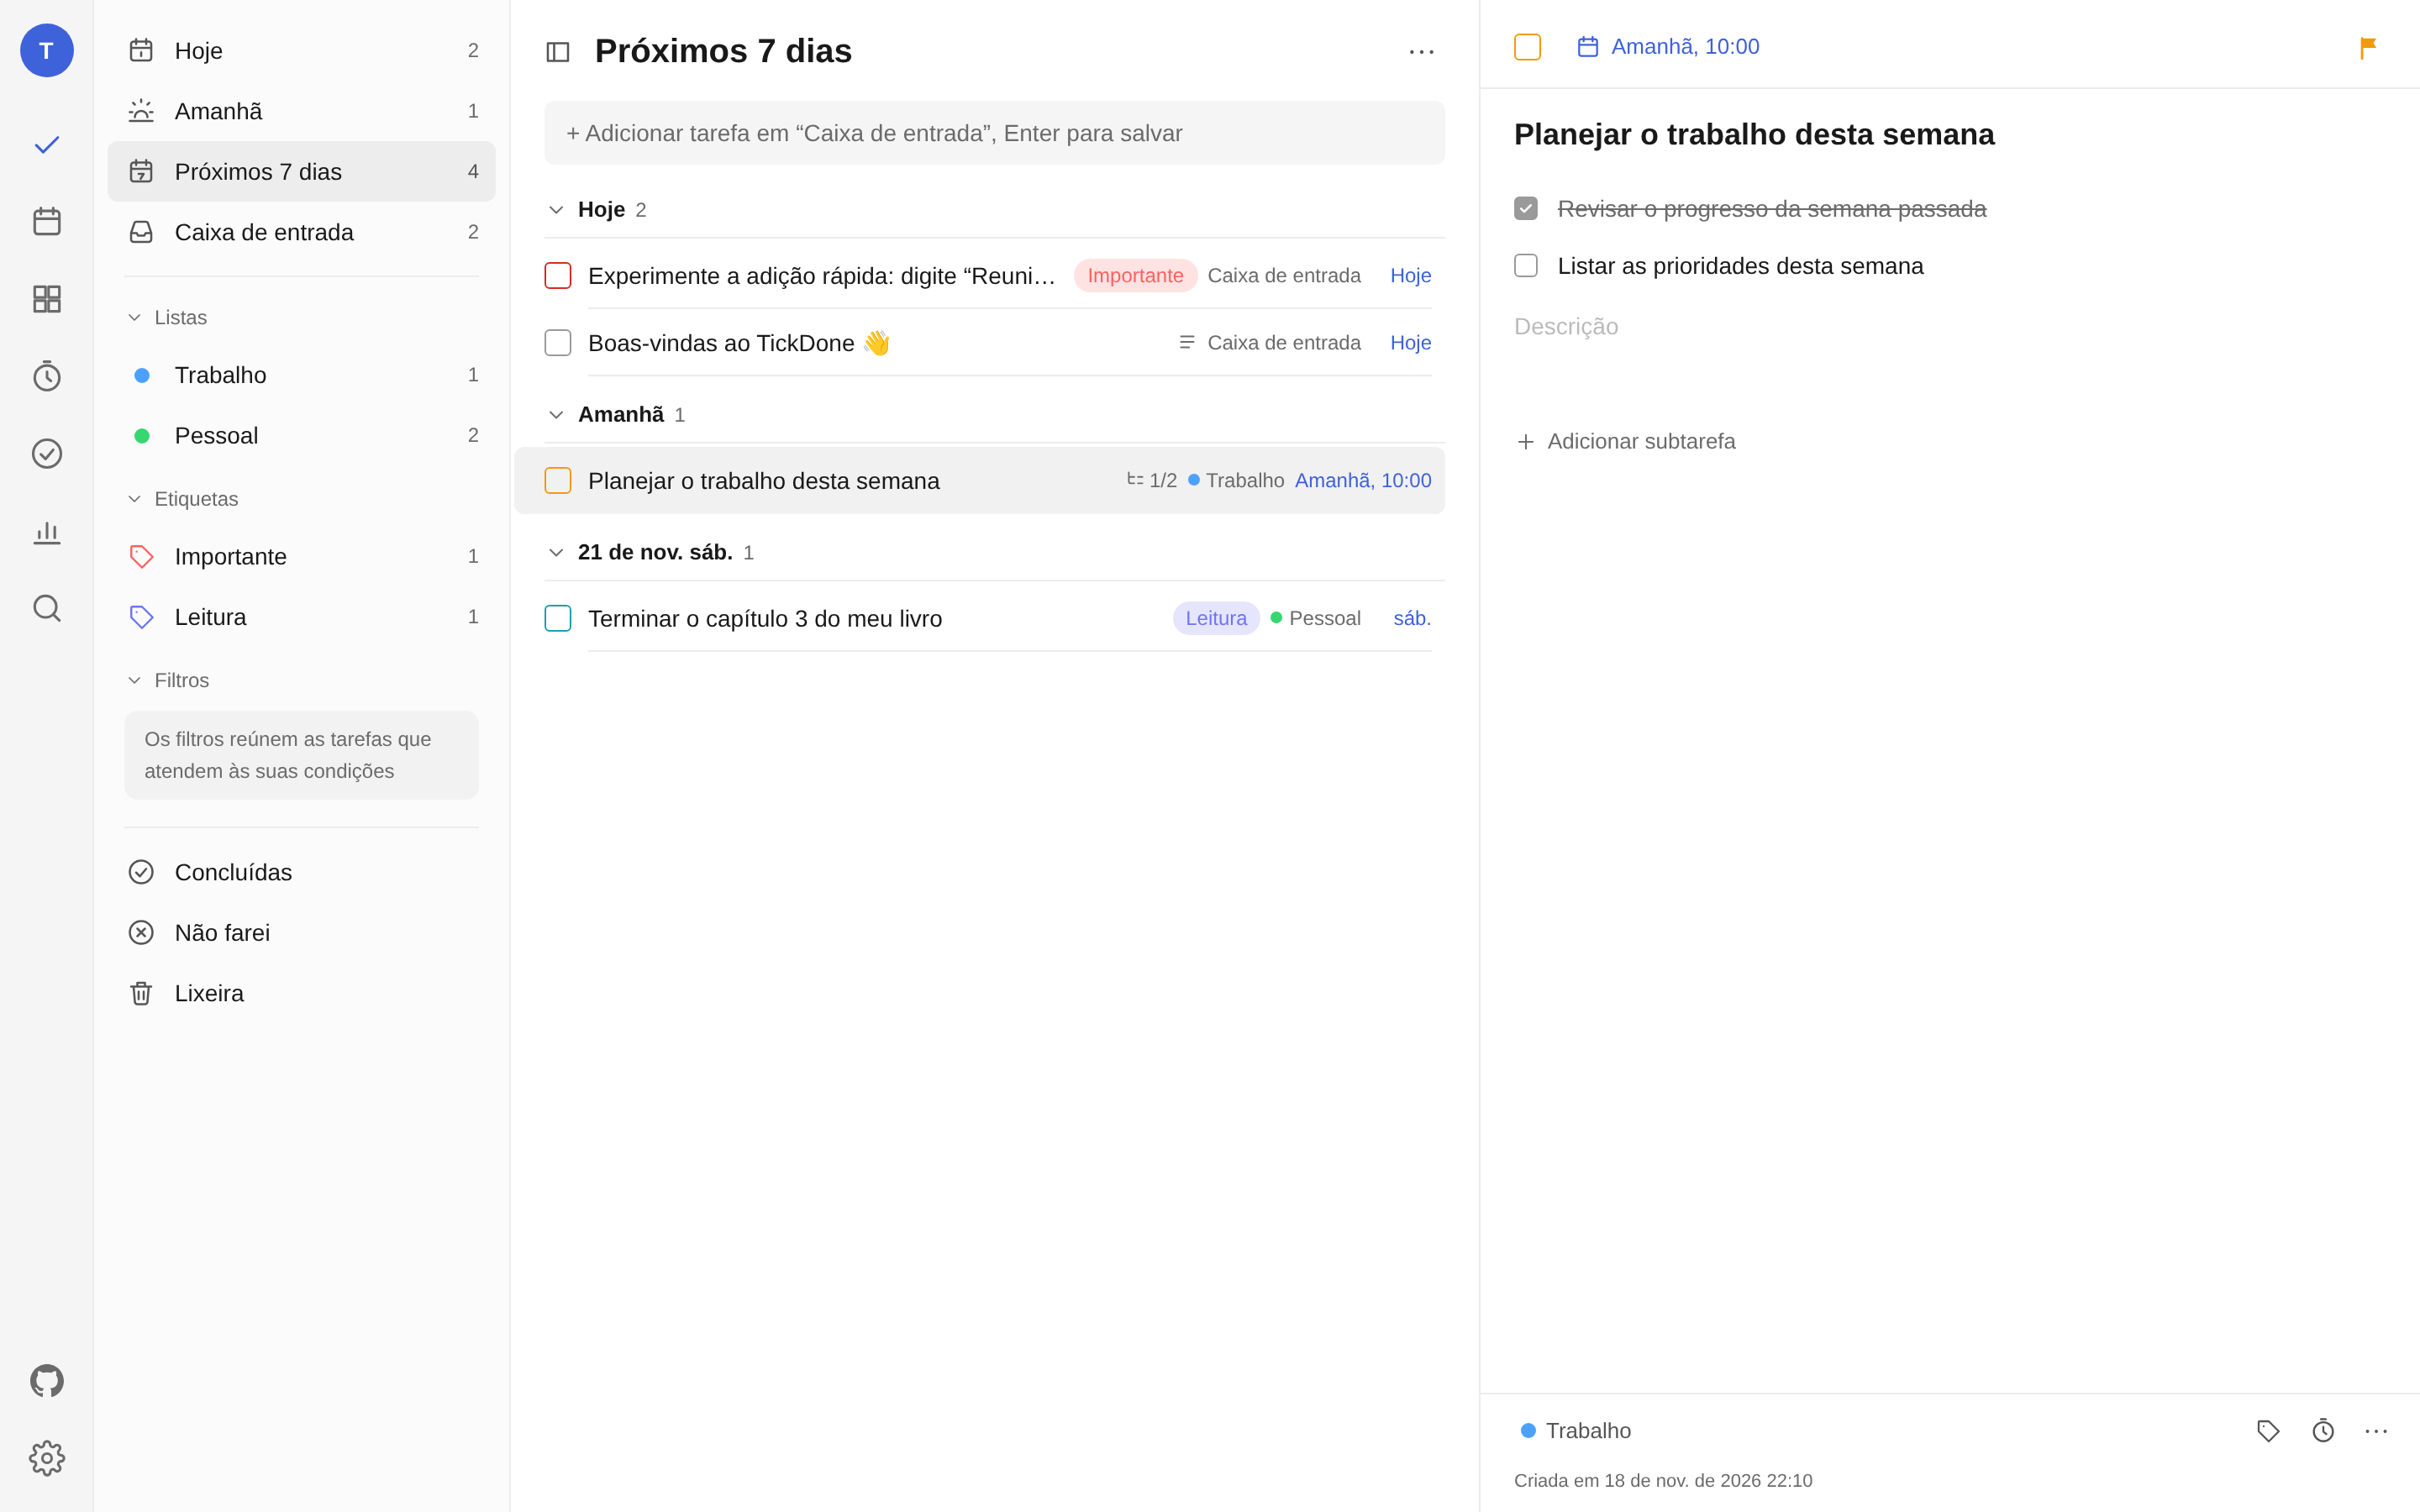 T
Hoje 2
Amanhã 1
Próximos 7 dias 4
Caixa de entrada 2
Listas
Trabalho 1
Pessoal 2
Etiquetas
Importante 1
Leitura 1
Filtros
Os filtros reúnem as tarefas que
atendem às suas condições
Concluídas
Não farei
Lixeira
Próximos 7 dias
+ Adicionar tarefa em “Caixa de entrada”, Enter para salvar
Hoje 2
Experimente a adição rápida: digite “Reuni… Importante Caixa de entrada Hoje
Boas-vindas ao TickDone 👋 Caixa de entrada Hoje
Amanhã 1
Planejar o trabalho desta semana 1/2 Trabalho Amanhã, 10:00
21 de nov. sáb. 1
Terminar o capítulo 3 do meu livro Leitura Pessoal sáb.
Amanhã, 10:00
Planejar o trabalho desta semana
Revisar o progresso da semana passada
Listar as prioridades desta semana
Descrição
Adicionar subtarefa
Trabalho
Criada em 18 de nov. de 2026 22:10